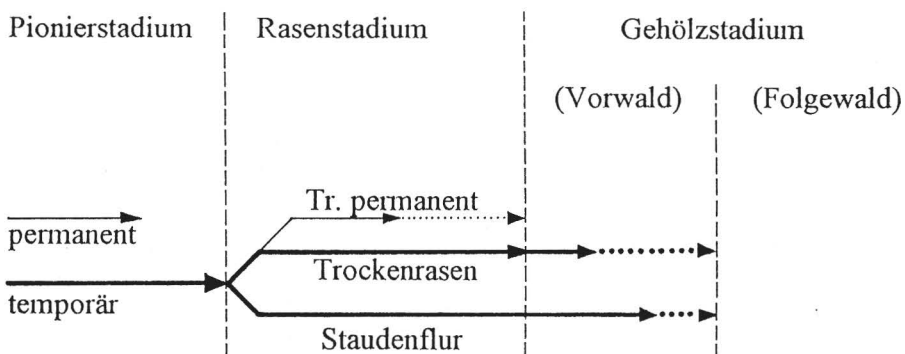 Pionierstadium Rasenstadium Gehölzstadium
(Vorwald) (Folgewald)
Tr. permanent
permanent
Trockenrasen
temporär
Staudenflur